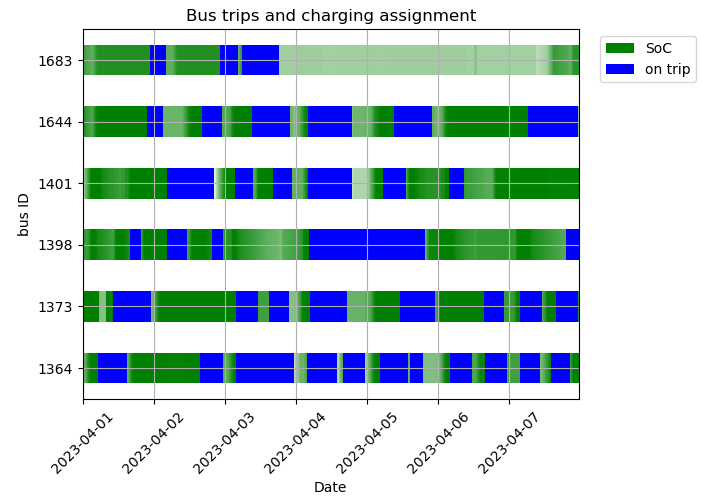 Bus trips and charging assignment
SoC
on trip
bus ID
1683
1644
1401
1398
1373
1364
2023-04-01
2023-04-02
2023-04-03
2023-04-04
2023-04-05
2023-04-06
2023-04-07
Date